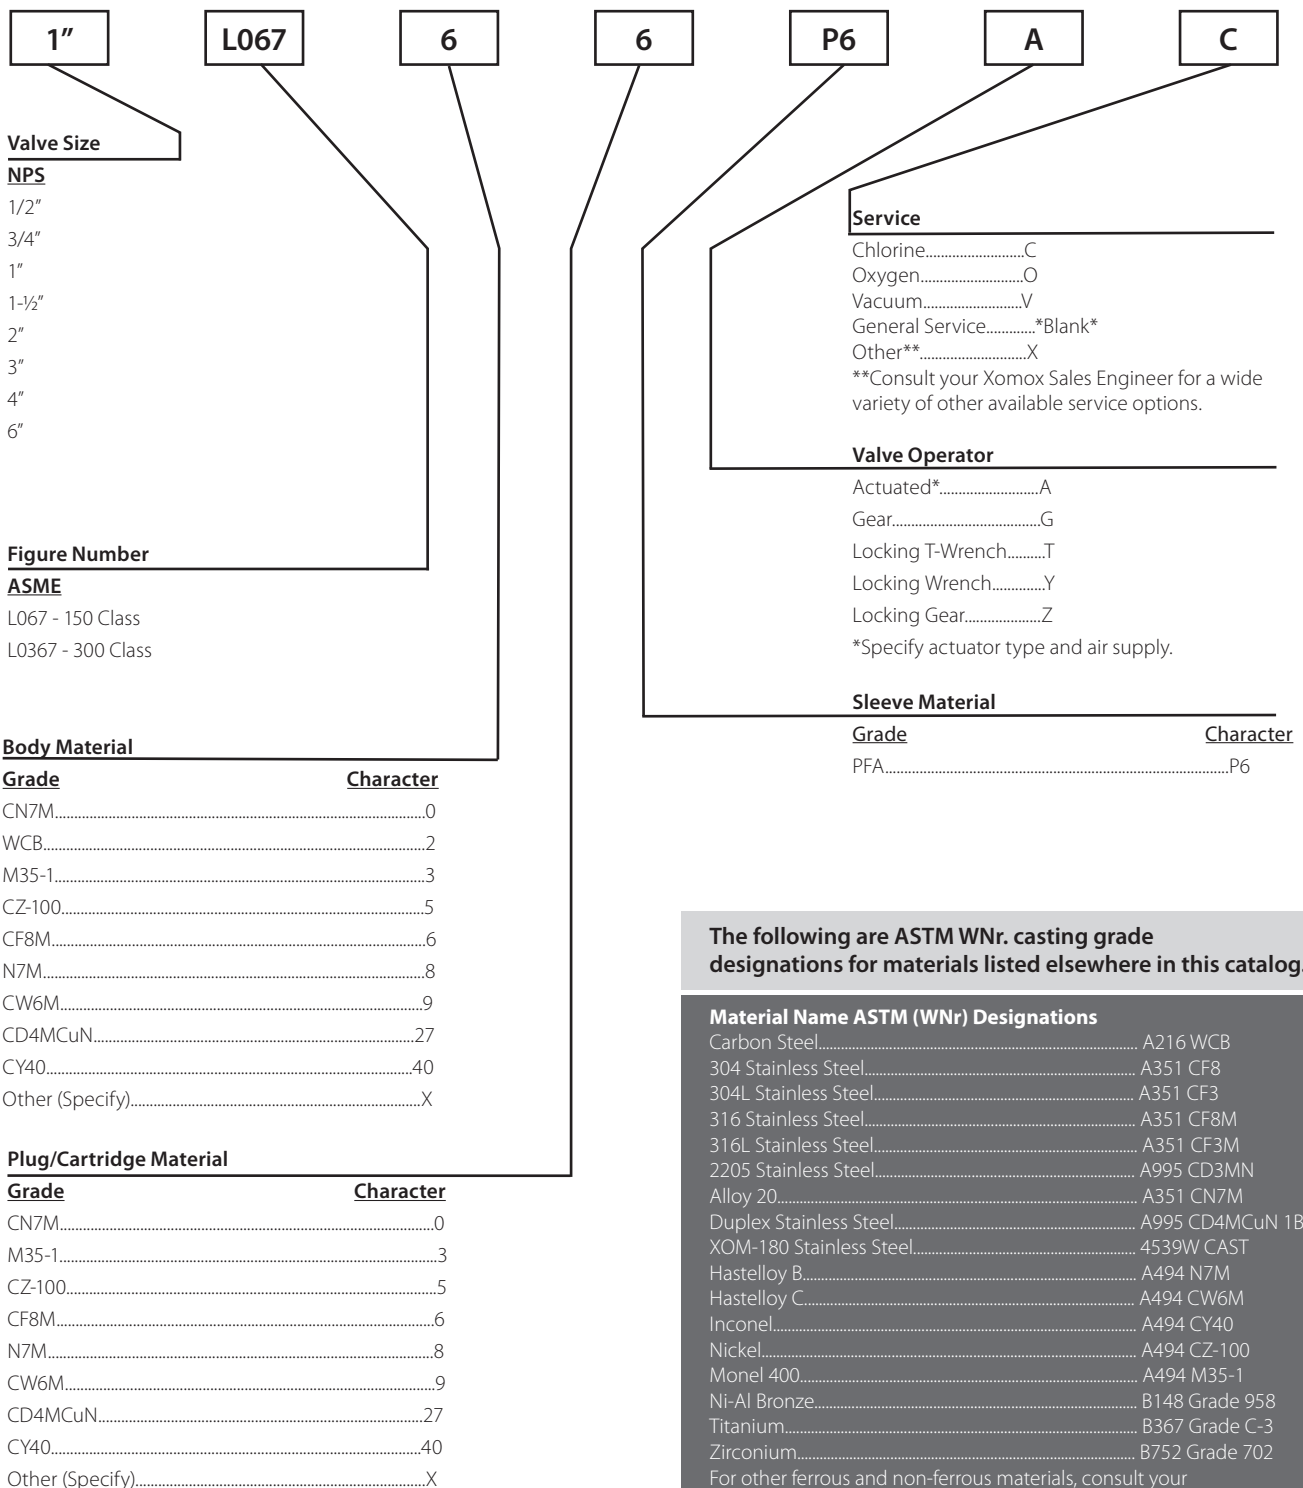 1” L067 6 6 P6 A C
Valve Size
NPS
1/2”
3/4”
1”
1-½”
2”
3”
4”
6”
Figure Number
ASME
L067 - 150 Class
L0367 - 300 Class
Body Material
Grade Character
CN7M..........0
WCB..........2
M35-1..........3
CZ-100..........5
CF8M..........6
N7M..........8
CW6M..........9
CD4MCuN..........27
CY40..........40
Other (Specify)..........X
Plug/Cartridge Material
Grade Character
CN7M..........0
M35-1..........3
CZ-100..........5
CF8M..........6
N7M..........8
CW6M..........9
CD4MCuN..........27
CY40..........40
Other (Specify)..........X
Service
Chlorine..........C
Oxygen..........O
Vacuum..........V
General Service..........*Blank*
Other**..........X
**Consult your Xomox Sales Engineer for a wide
variety of other available service options.
Valve Operator
Actuated*..........A
Gear..........G
Locking T-Wrench..........T
Locking Wrench..........Y
Locking Gear..........Z
*Specify actuator type and air supply.
Sleeve Material
Grade Character
PFA..........P6
The following are ASTM WNr. casting grade
designations for materials listed elsewhere in this catalog.
Material Name ASTM (WNr) Designations
Carbon Steel.......... A216 WCB
304 Stainless Steel.......... A351 CF8
304L Stainless Steel.......... A351 CF3
316 Stainless Steel.......... A351 CF8M
316L Stainless Steel.......... A351 CF3M
2205 Stainless Steel.......... A995 CD3MN
Alloy 20.......... A351 CN7M
Duplex Stainless Steel.......... A995 CD4MCuN 1B
XOM-180 Stainless Steel.......... 4539W CAST
Hastelloy B.......... A494 N7M
Hastelloy C.......... A494 CW6M
Inconel.......... A494 CY40
Nickel.......... A494 CZ-100
Monel 400.......... A494 M35-1
Ni-Al Bronze.......... B148 Grade 958
Titanium.......... B367 Grade C-3
Zirconium.......... B752 Grade 702
For other ferrous and non-ferrous materials, consult your